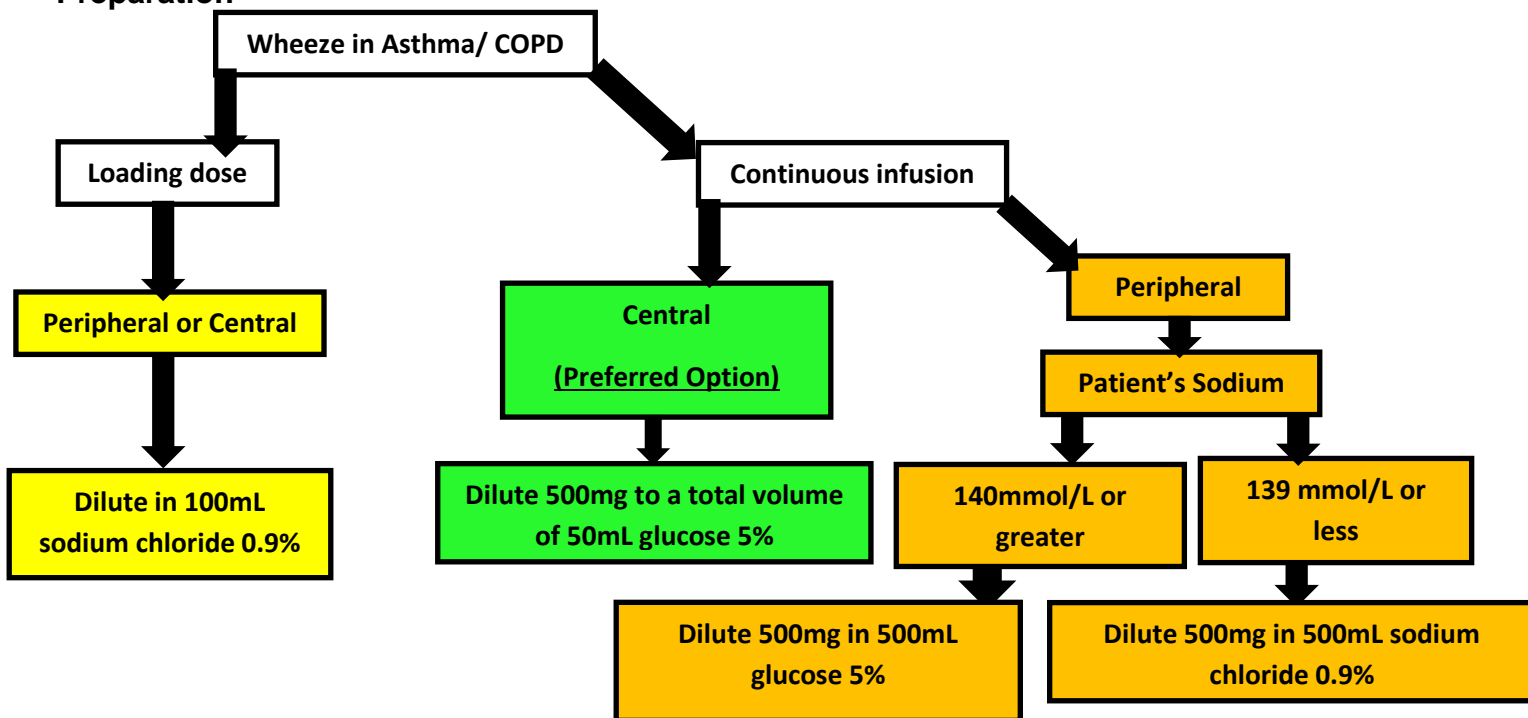 Preparation
Wheeze in Asthma/ COPD
Loading dose
Continuous infusion
Peripheral or Central
Central
(Preferred Option)
Peripheral
Patient’s Sodium
Dilute in 100mL
sodium chloride 0.9%
Dilute 500mg to a total volume
of 50mL glucose 5%
140mmol/L or
greater
139 mmol/L or
less
Dilute 500mg in 500mL
glucose 5%
Dilute 500mg in 500mL sodium
chloride 0.9%